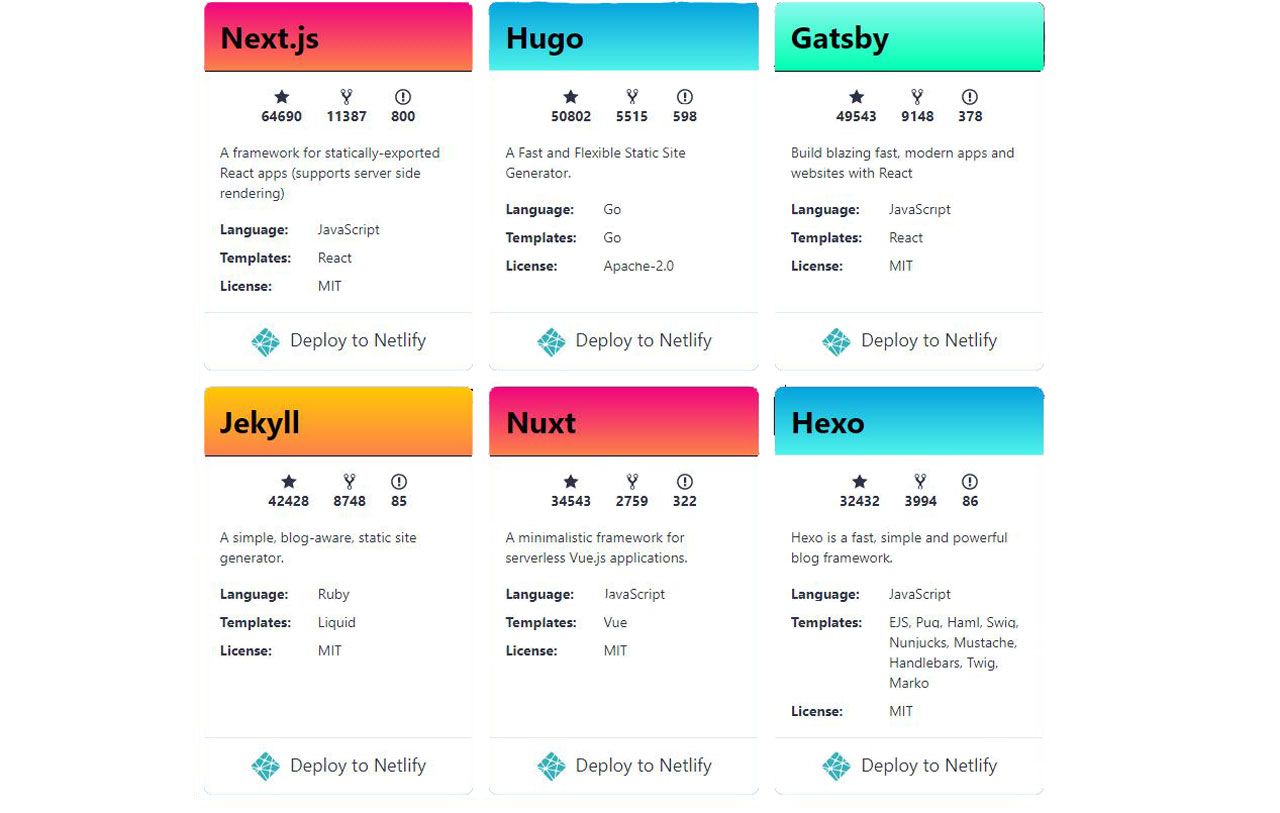 Next.js
64690 11387 800
A framework for statically-exported
React apps (supports server side
rendering)
Language: JavaScript
Templates: React
License: MIT
Deploy to Netlify
Hugo
50802 5515 598
A Fast and Flexible Static Site
Generator.
Language: Go
Templates: Go
License: Apache-2.0
Deploy to Netlify
Gatsby
49543 9148 378
Build blazing fast, modern apps and
websites with React
Language: JavaScript
Templates: React
License: MIT
Deploy to Netlify
Jekyll
42428 8748 85
A simple, blog-aware, static site
generator.
Language: Ruby
Templates: Liquid
License: MIT
Deploy to Netlify
Nuxt
34543 2759 322
A minimalistic framework for
serverless Vue.js applications.
Language: JavaScript
Templates: Vue
License: MIT
Deploy to Netlify
Hexo
32432 3994 86
Hexo is a fast, simple and powerful
blog framework.
Language: JavaScript
Templates: EJS, Pug, Haml, Swig,
Nunjucks, Mustache,
Handlebars, Twig,
Marko
License: MIT
Deploy to Netlify